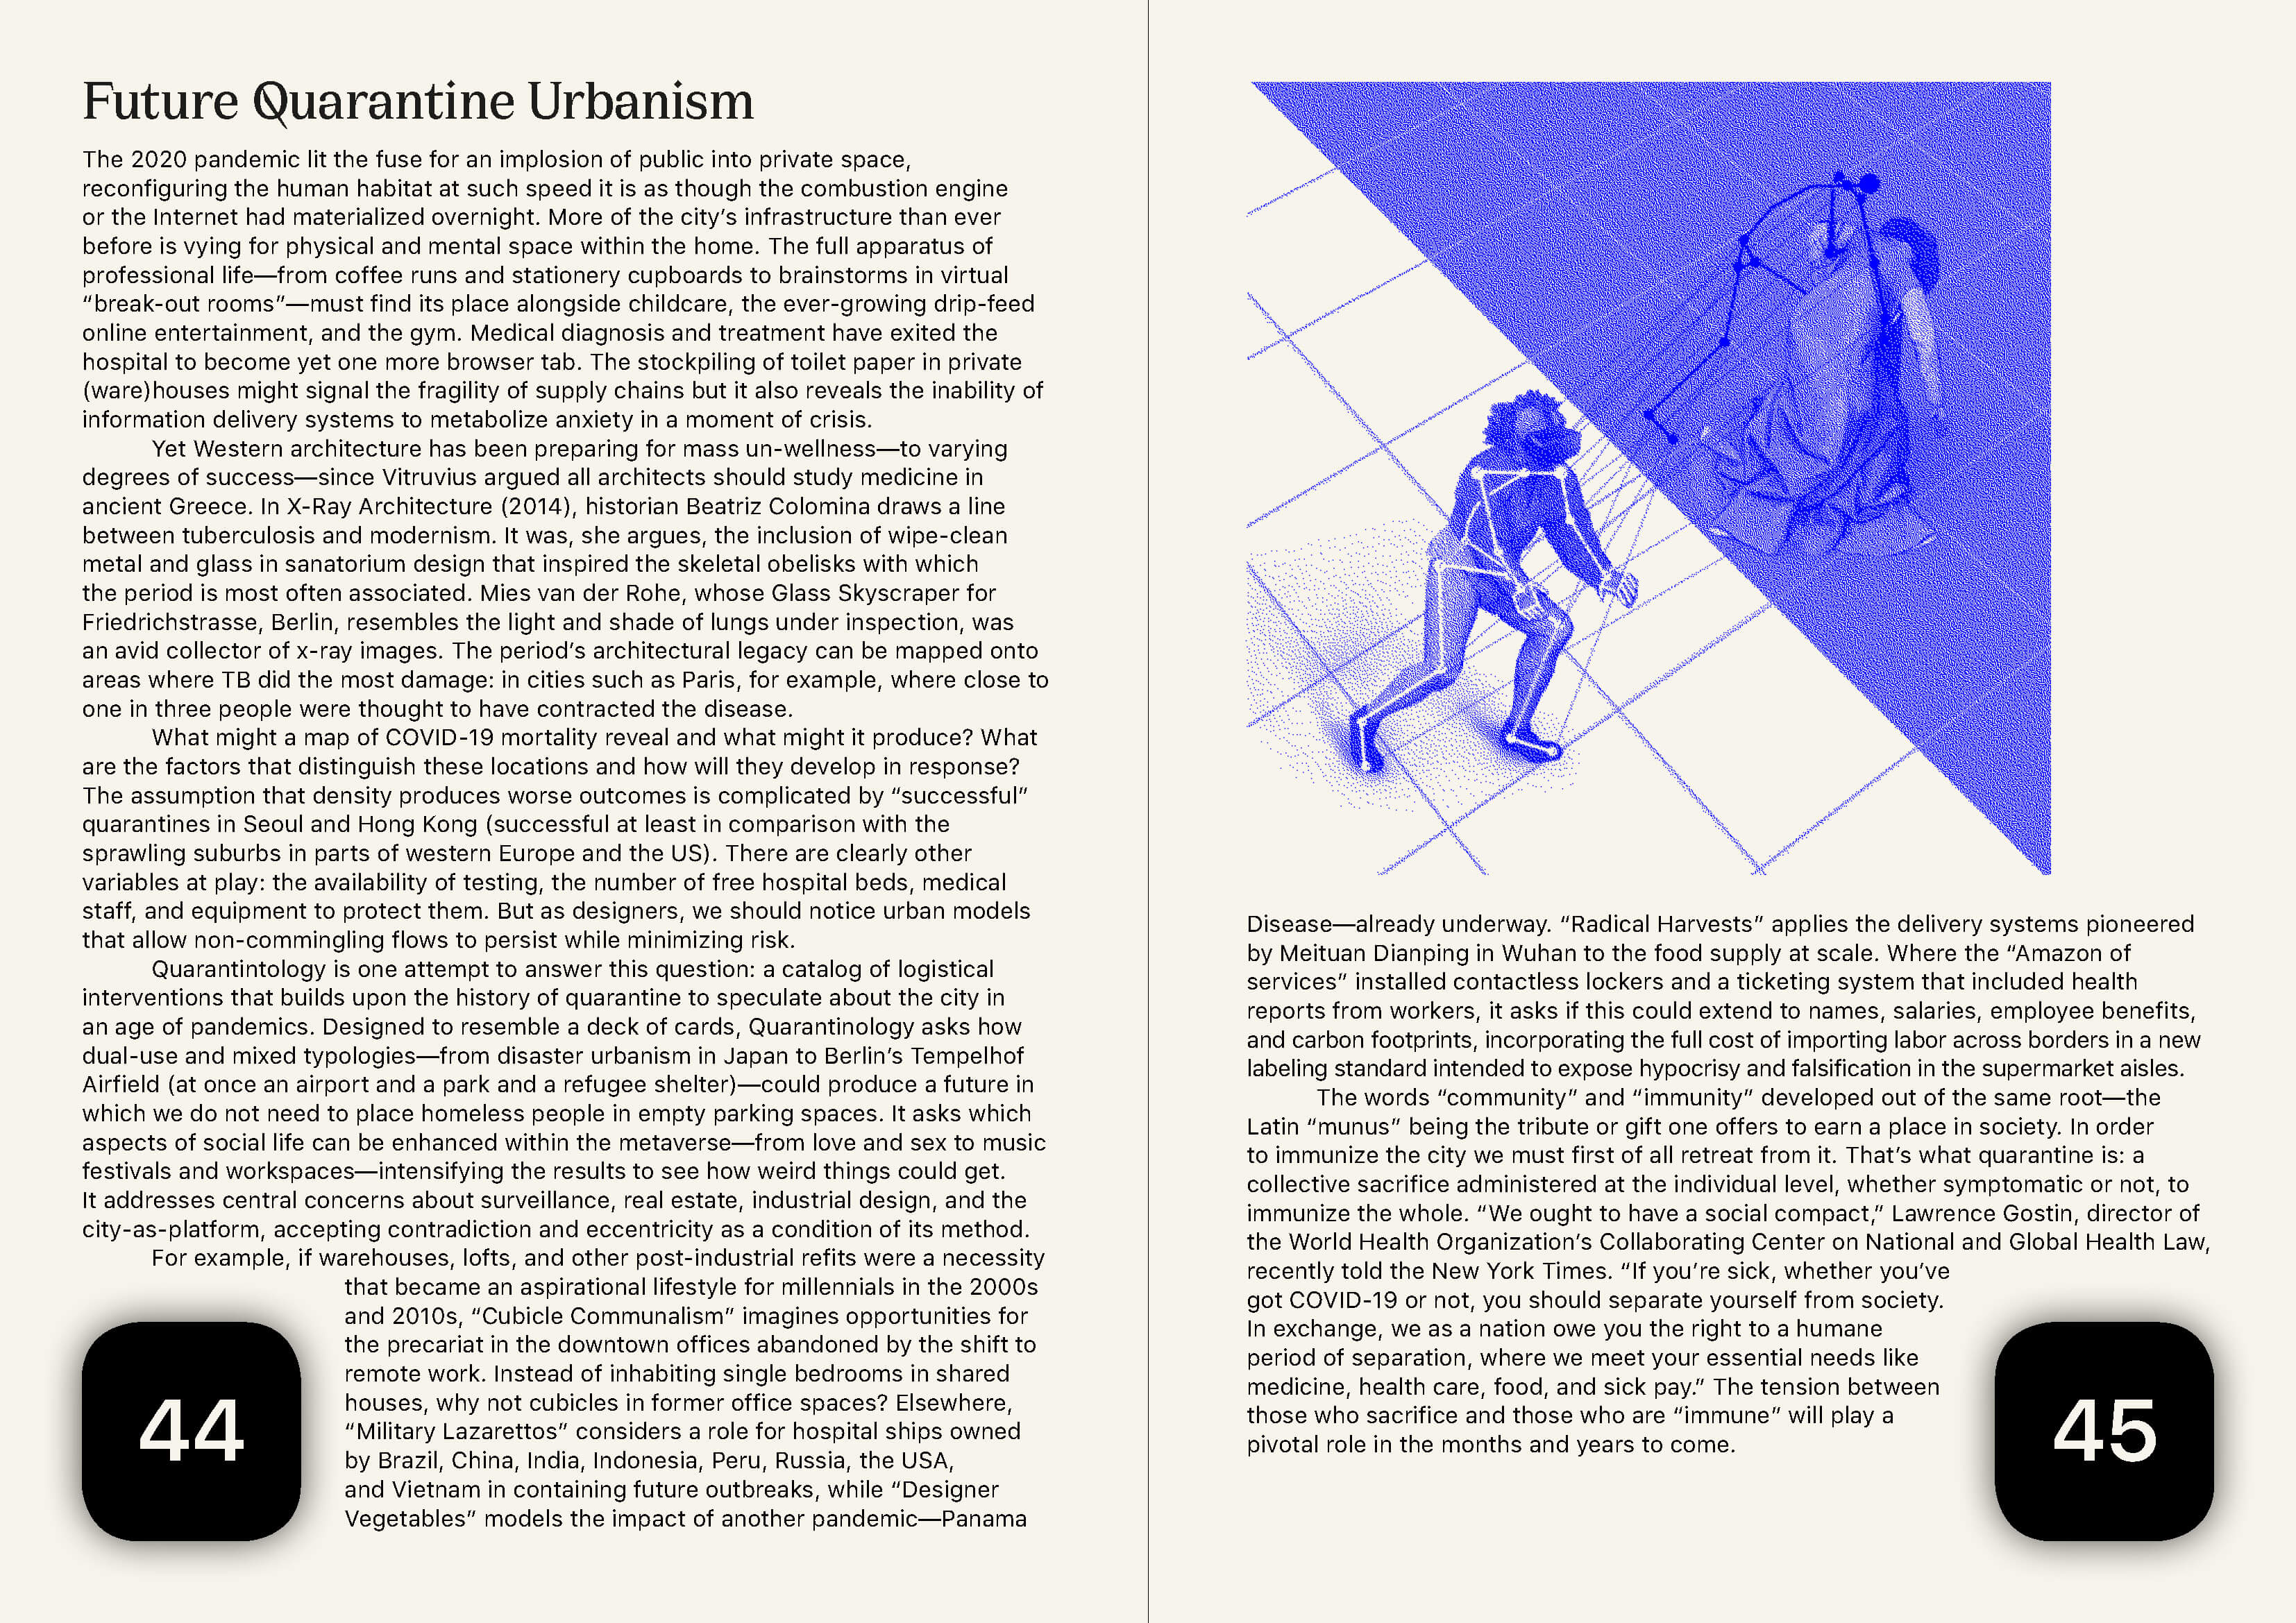 Future Quarantine Urbanism
The 2020 pandemic lit the fuse for an implosion of public into private space,
reconfiguring the human habitat at such speed it is as though the combustion engine
or the Internet had materialized overnight. More of the city’s infrastructure than ever
before is vying for physical and mental space within the home. The full apparatus of
professional life—from coffee runs and stationery cupboards to brainstorms in virtual
“break-out rooms”—must find its place alongside childcare, the ever-growing drip-feed
online entertainment, and the gym. Medical diagnosis and treatment have exited the
hospital to become yet one more browser tab. The stockpiling of toilet paper in private
(ware)houses might signal the fragility of supply chains but it also reveals the inability of
information delivery systems to metabolize anxiety in a moment of crisis.
Yet Western architecture has been preparing for mass un-wellness—to varying
degrees of success—since Vitruvius argued all architects should study medicine in
ancient Greece. In X-Ray Architecture (2014), historian Beatriz Colomina draws a line
between tuberculosis and modernism. It was, she argues, the inclusion of wipe-clean
metal and glass in sanatorium design that inspired the skeletal obelisks with which
the period is most often associated. Mies van der Rohe, whose Glass Skyscraper for
Friedrichstrasse, Berlin, resembles the light and shade of lungs under inspection, was
an avid collector of x-ray images. The period’s architectural legacy can be mapped onto
areas where TB did the most damage: in cities such as Paris, for example, where close to
one in three people were thought to have contracted the disease.
What might a map of COVID-19 mortality reveal and what might it produce? What
are the factors that distinguish these locations and how will they develop in response?
The assumption that density produces worse outcomes is complicated by “successful”
quarantines in Seoul and Hong Kong (successful at least in comparison with the
sprawling suburbs in parts of western Europe and the US). There are clearly other
variables at play: the availability of testing, the number of free hospital beds, medical
staff, and equipment to protect them. But as designers, we should notice urban models
that allow non-commingling flows to persist while minimizing risk.
Quarantintology is one attempt to answer this question: a catalog of logistical
interventions that builds upon the history of quarantine to speculate about the city in
an age of pandemics. Designed to resemble a deck of cards, Quarantinology asks how
dual-use and mixed typologies—from disaster urbanism in Japan to Berlin’s Tempelhof
Airfield (at once an airport and a park and a refugee shelter)—could produce a future in
which we do not need to place homeless people in empty parking spaces. It asks which
aspects of social life can be enhanced within the metaverse—from love and sex to music
festivals and workspaces—intensifying the results to see how weird things could get.
It addresses central concerns about surveillance, real estate, industrial design, and the
city-as-platform, accepting contradiction and eccentricity as a condition of its method.
For example, if warehouses, lofts, and other post-industrial refits were a necessity
that became an aspirational lifestyle for millennials in the 2000s
and 2010s, “Cubicle Communalism” imagines opportunities for
the precariat in the downtown offices abandoned by the shift to
remote work. Instead of inhabiting single bedrooms in shared
houses, why not cubicles in former office spaces? Elsewhere,
“Military Lazarettos” considers a role for hospital ships owned
by Brazil, China, India, Indonesia, Peru, Russia, the USA,
and Vietnam in containing future outbreaks, while “Designer
Vegetables” models the impact of another pandemic—Panama
44
Disease—already underway. “Radical Harvests” applies the delivery systems pioneered
by Meituan Dianping in Wuhan to the food supply at scale. Where the “Amazon of
services” installed contactless lockers and a ticketing system that included health
reports from workers, it asks if this could extend to names, salaries, employee benefits,
and carbon footprints, incorporating the full cost of importing labor across borders in a new
labeling standard intended to expose hypocrisy and falsification in the supermarket aisles.
The words “community” and “immunity” developed out of the same root—the
Latin “munus” being the tribute or gift one offers to earn a place in society. In order
to immunize the city we must first of all retreat from it. That’s what quarantine is: a
collective sacrifice administered at the individual level, whether symptomatic or not, to
immunize the whole. “We ought to have a social compact,” Lawrence Gostin, director of
the World Health Organization’s Collaborating Center on National and Global Health Law,
recently told the New York Times. “If you’re sick, whether you’ve
got COVID-19 or not, you should separate yourself from society.
In exchange, we as a nation owe you the right to a humane
period of separation, where we meet your essential needs like
medicine, health care, food, and sick pay.” The tension between
those who sacrifice and those who are “immune” will play a
pivotal role in the months and years to come.
45